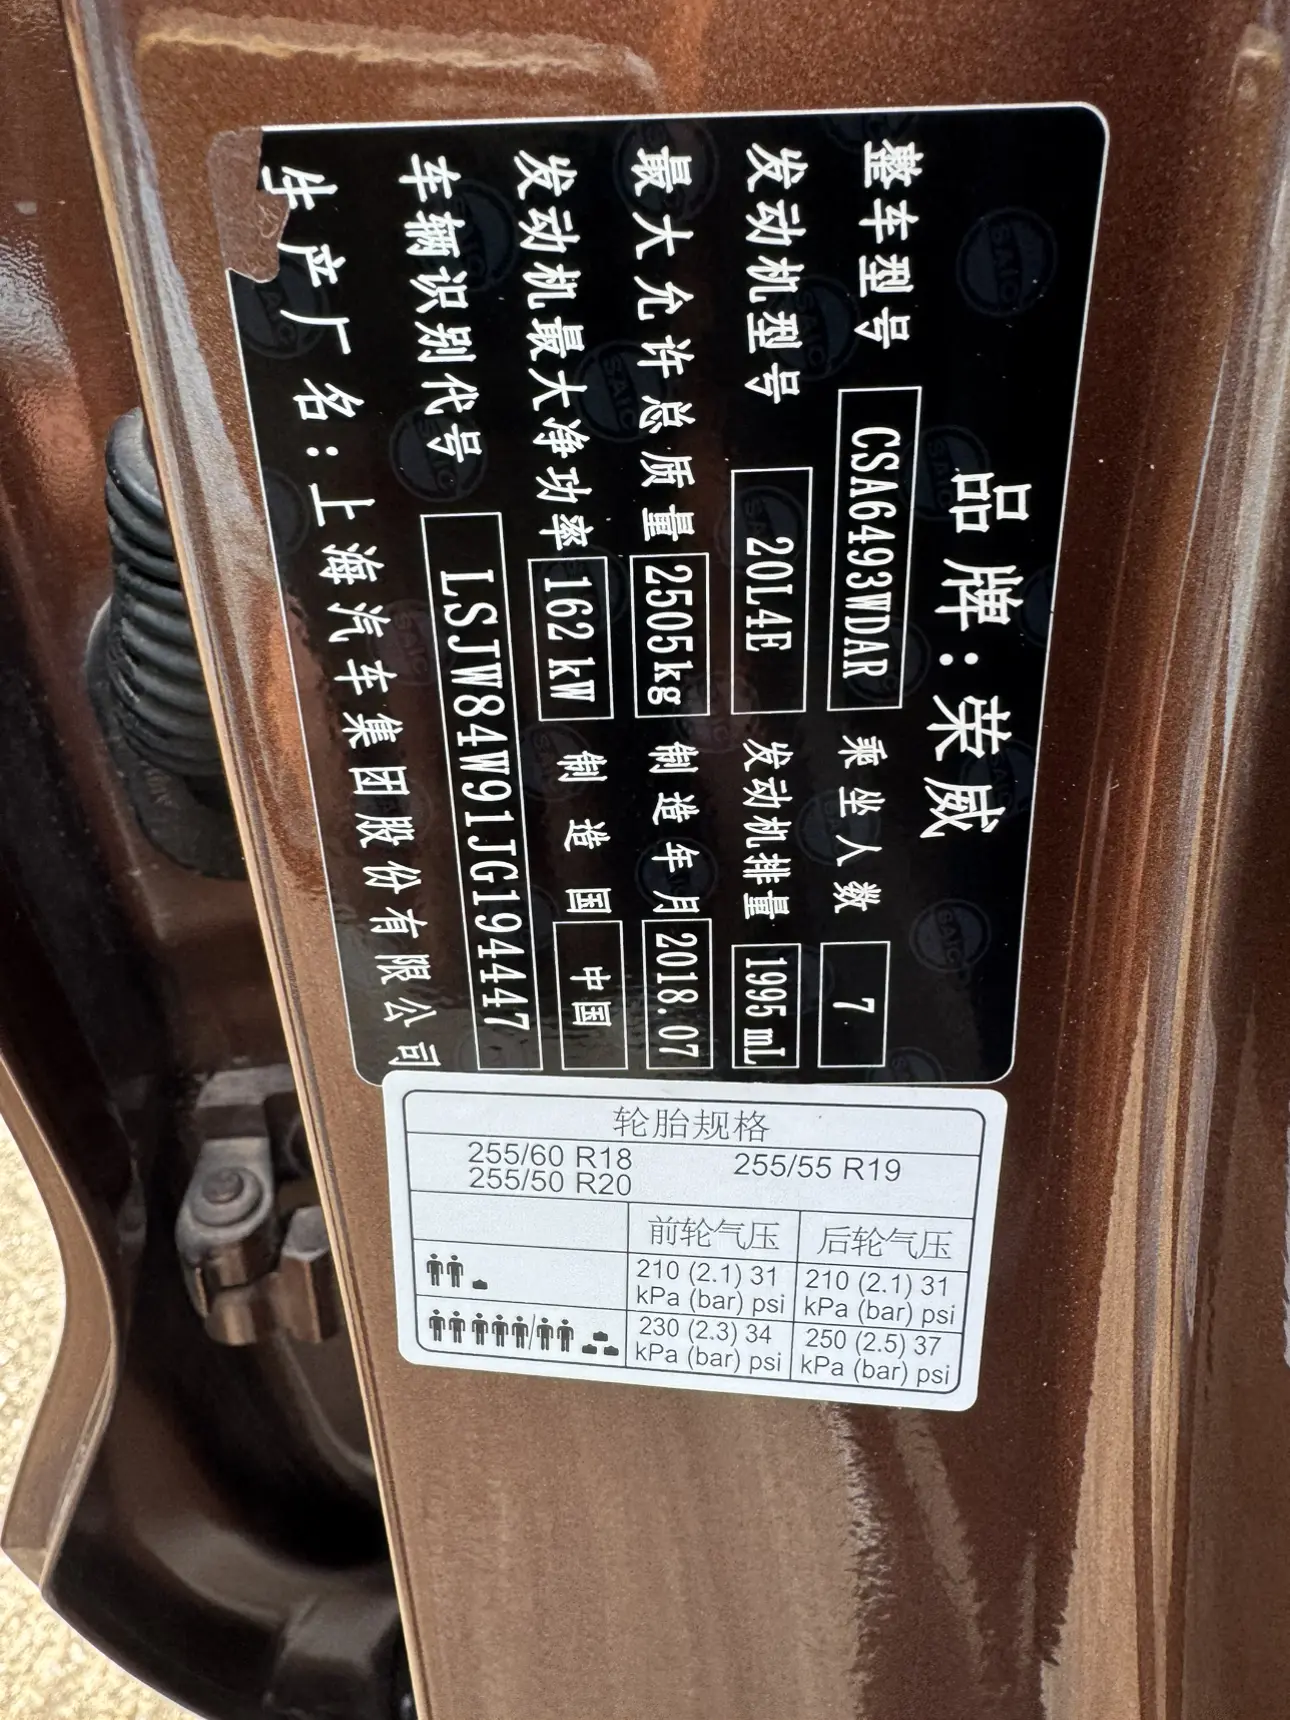 品牌：荣威
整车型号 CSA6493WDAR 乘坐人数 7
发动机型号 20L4E 发动机排量 1995mL
最大允许总质量 2505kg 制造年月 2018.07
发动机最大净功率 162kW 制造国 中国
车辆识别代号 LSJW84W91JG194447
生产厂名：上海汽车集团股份有限公司
轮胎规格
255/60 R18 255/55 R19
255/50 R20
前轮气压 后轮气压
210 (2.1) 31 210 (2.1) 31
kPa (bar) psi kPa (bar) psi
230 (2.3) 34 250 (2.5) 37
kPa (bar) psi kPa (bar) psi